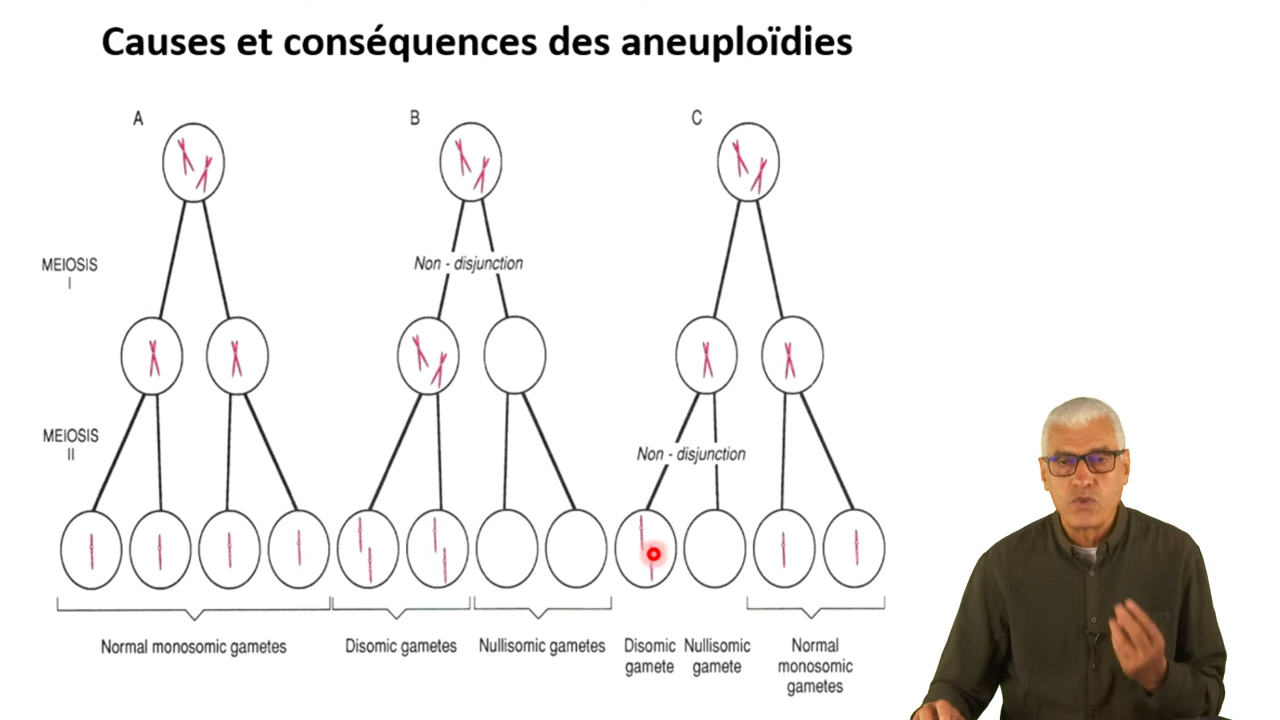 Causes et conséquences des aneuploïdies
A
B
C
MEIOSIS
I
Non - disjunction
MEIOSIS
II
Non - disjunction
Normal monosomic gametes
Disomic gametes
Nullisomic gametes
Disomic
gamete
Nullisomic
gamete
Normal
monosomic
gametes